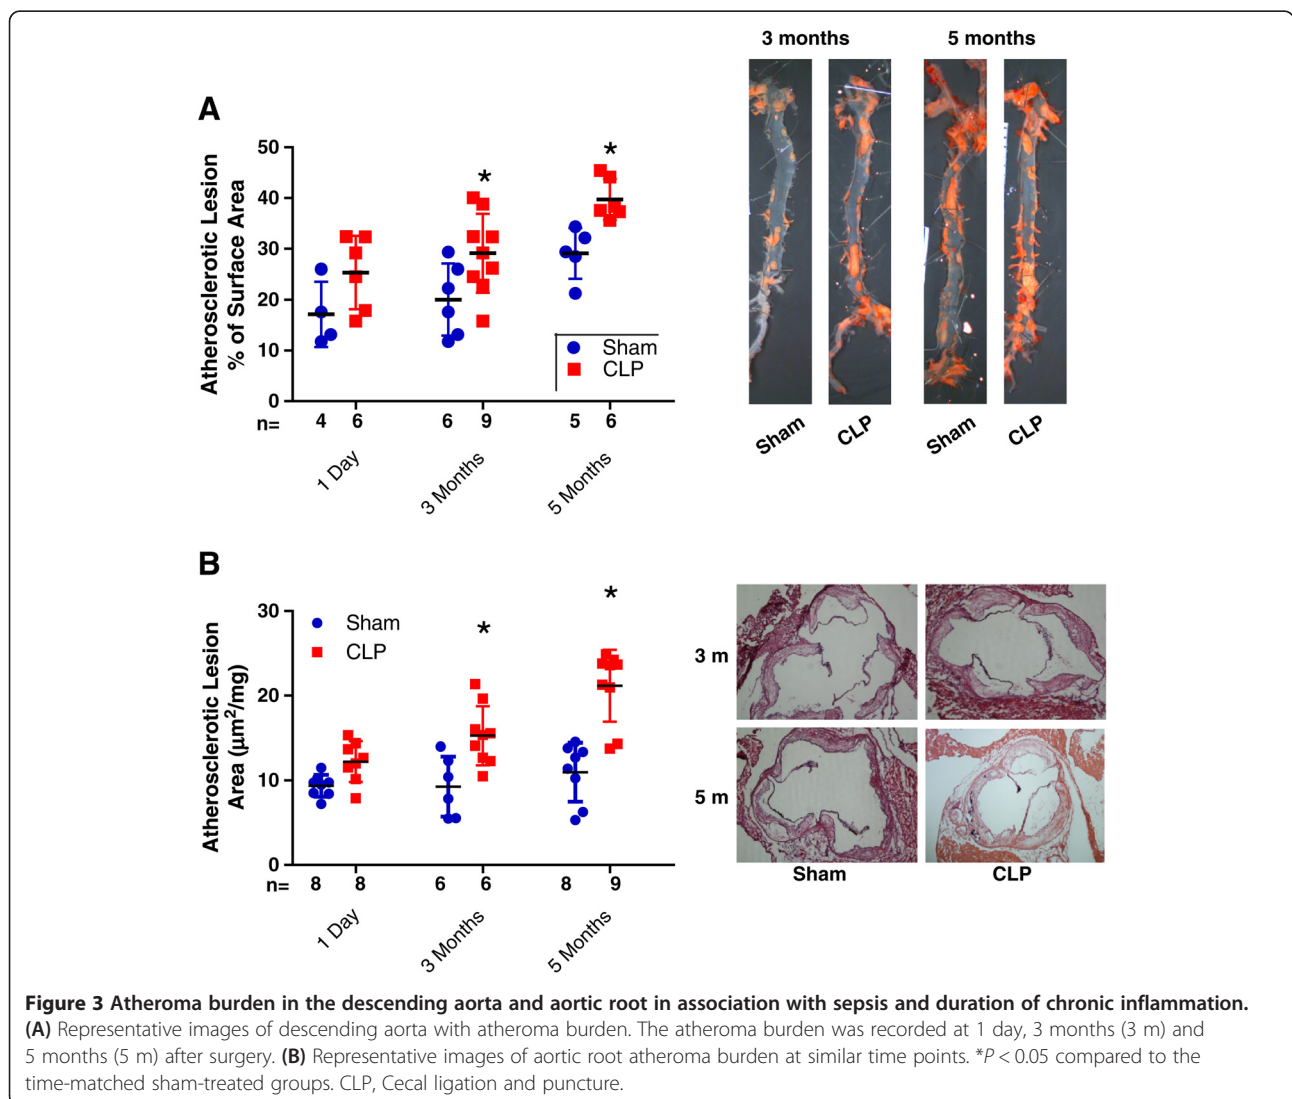 3 months 5 months
A
Atherosclerotic Lesion
% of Surface Area
50
40
30
20
10
0
*
*
Sham
CLP
n= 4 6 6 9 5 6
1 Day
3 Months
5 Months
Sham
CLP
Sham
CLP
B
Atherosclerotic Lesion
Area (μm²/mg)
30
20
10
0
Sham
CLP
*
*
n= 8 8 6 6 8 9
1 Day
3 Months
5 Months
3 m
5 m
Sham CLP
Figure 3 Atheroma burden in the descending aorta and aortic root in association with sepsis and duration of chronic inflammation.
(A) Representative images of descending aorta with atheroma burden. The atheroma burden was recorded at 1 day, 3 months (3 m) and
5 months (5 m) after surgery. (B) Representative images of aortic root atheroma burden at similar time points. *P < 0.05 compared to the
time-matched sham-treated groups. CLP, Cecal ligation and puncture.